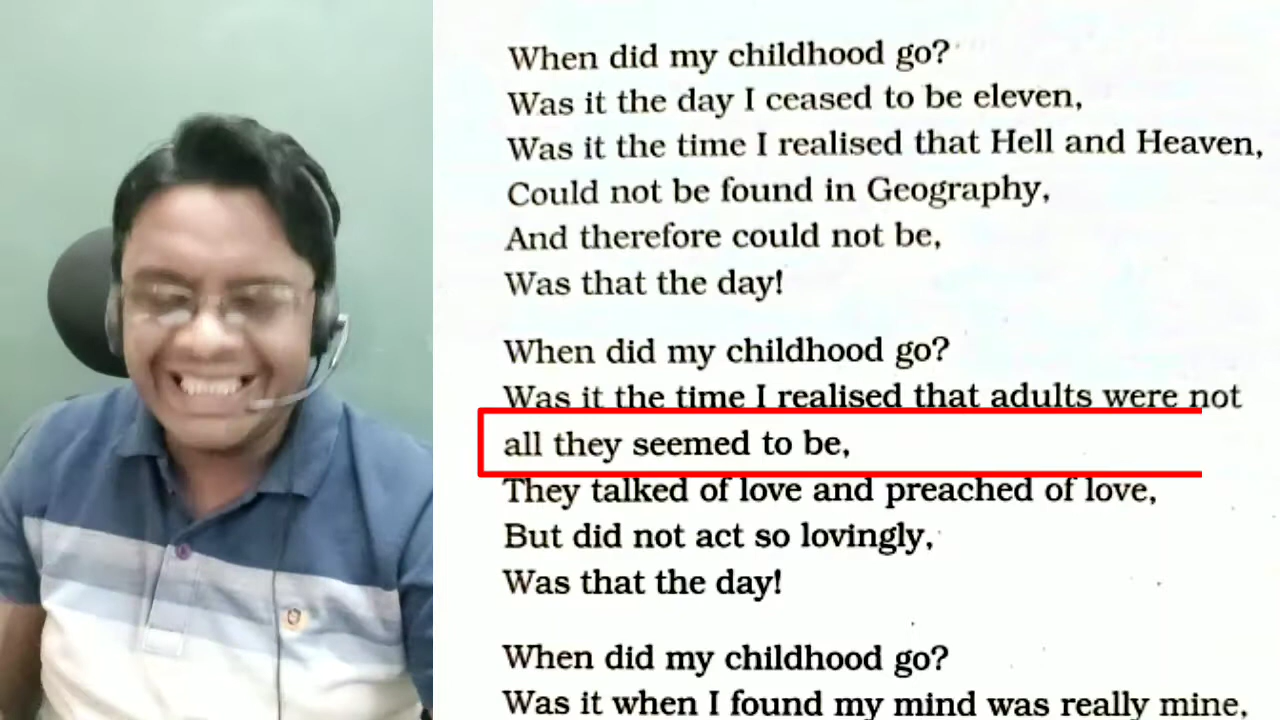 When did my childhood go?
Was it the day I ceased to be eleven,
Was it the time I realised that Hell and Heaven,
Could not be found in Geography,
And therefore could not be,
Was that the day!
When did my childhood go?
Was it the time I realised that adults were not
all they seemed to be,
They talked of love and preached of love,
But did not act so lovingly,
Was that the day!
When did my childhood go?
Was it when I found my mind was really mine,